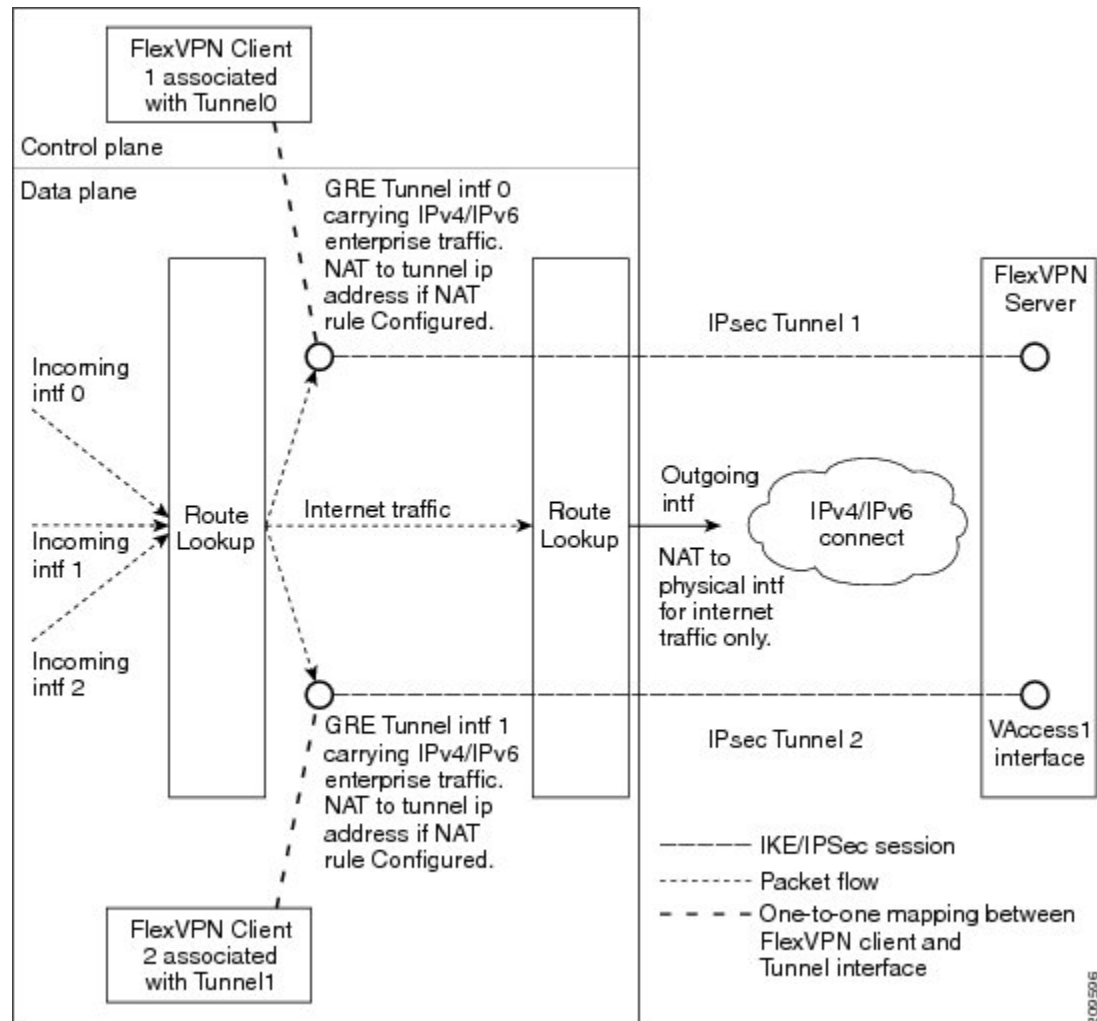 FlexVPN Client
1 associated
with Tunnel0
Control plane
Data plane
GRE Tunnel intf 0
carrying IPv4/IPv6
enterprise traffic.
NAT to tunnel ip
address if NAT
rule Configured.
FlexVPN
Server
IPsec Tunnel 1
Incoming
intf 0
Incoming
intf 1
Incoming
intf 2
Route
Lookup
Internet traffic
Route
Lookup
Outgoing
intf
NAT to
physical intf
for internet
traffic only.
IPv4/IPv6
connect
GRE Tunnel intf 1
carrying IPv4/IPv6
enterprise traffic.
NAT to tunnel ip
address if NAT
rule Configured.
IPsec Tunnel 2
VAccess1
interface
FlexVPN Client
2 associated
with Tunnel1
IKE/IPSec session
Packet flow
One-to-one mapping between
FlexVPN client and
Tunnel interface
209596